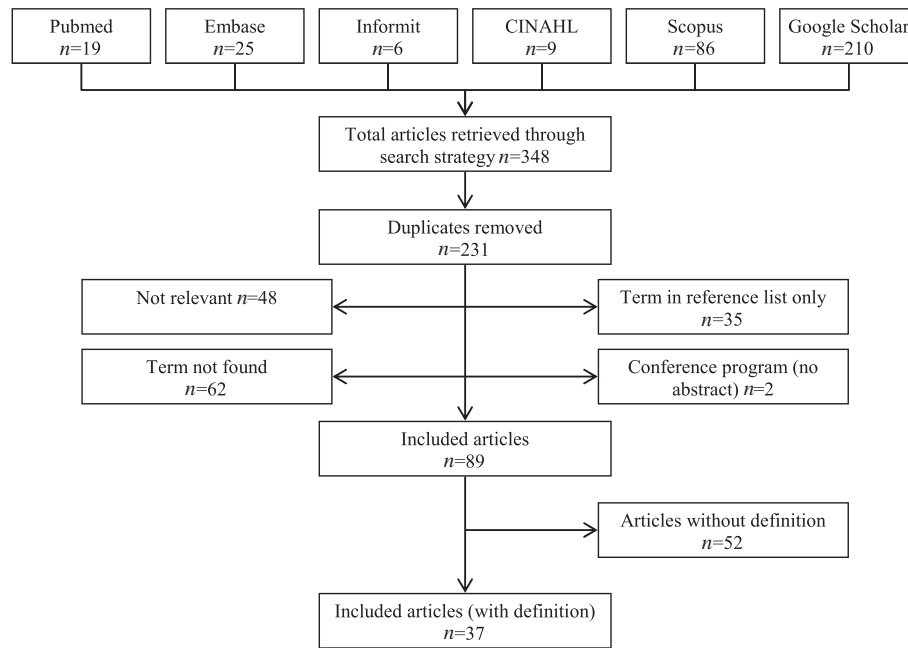 Pubmed
n=19
Embase
n=25
Informit
n=6
CINAHL
n=9
Scopus
n=86
Google Scholar
n=210
Total articles retrieved through
search strategy n=348
Duplicates removed
n=231
Not relevant n=48
Term in reference list only
n=35
Term not found
n=62
Conference program (no
abstract) n=2
Included articles
n=89
Articles without definition
n=52
Included articles (with definition)
n=37